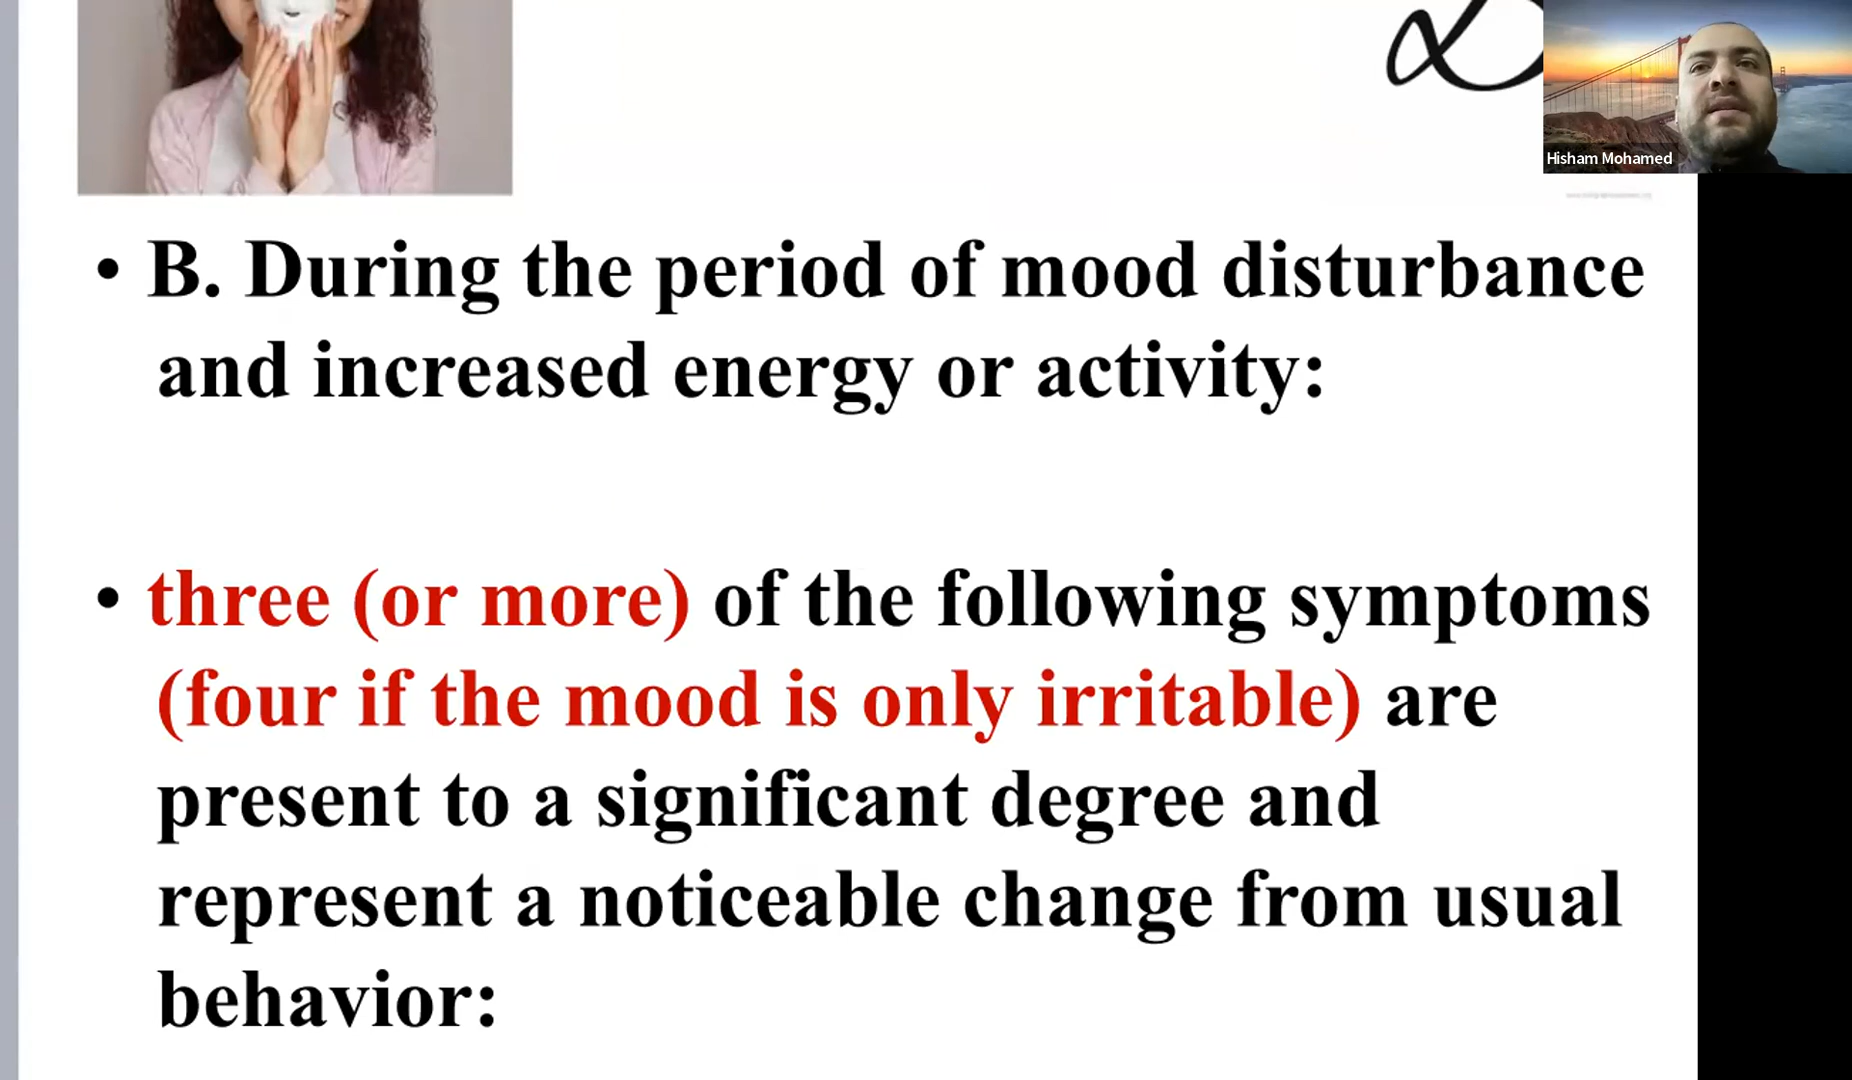 Hisham Mohamed
• B. During the period of mood disturbance
and increased energy or activity:
• three (or more) of the following symptoms
(four if the mood is only irritable) are
present to a significant degree and
represent a noticeable change from usual
behavior: